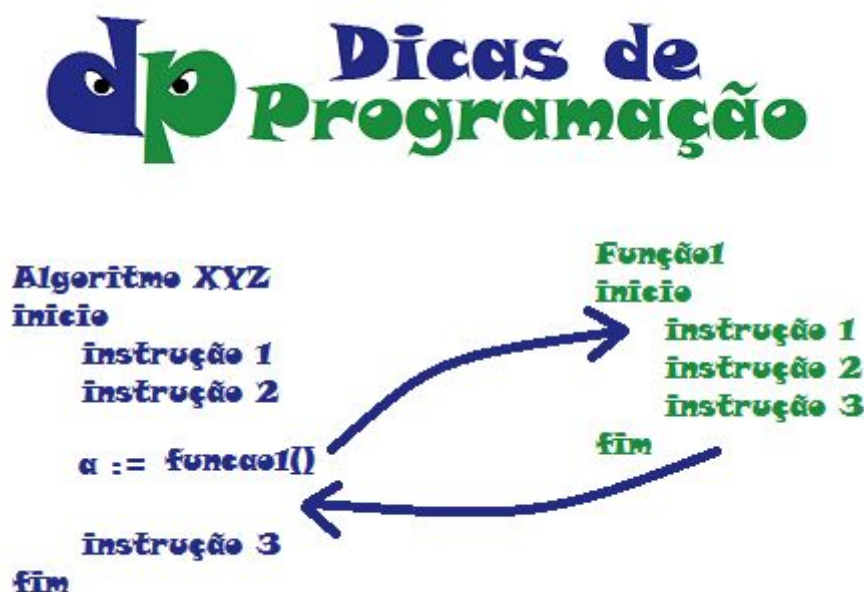 dp
Dicas de
Programação
Algoritmo XYZ
inicio
instrução 1
instrução 2
a := funcao1()
instrução 3
fim
Função1
inicio
instrução 1
instrução 2
instrução 3
fim